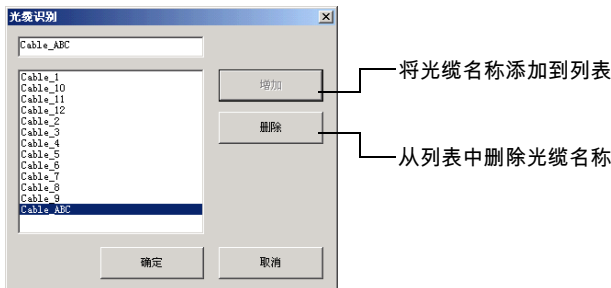 光缆识别
Cable_ABC
Cable_1
Cable_10
Cable_11
Cable_12
Cable_2
Cable_3
Cable_4
Cable_5
Cable_6
Cable_7
Cable_8
Cable_9
Cable_ABC
增加
删除
确定
取消
将光缆名称添加到列表
从列表中删除光缆名称